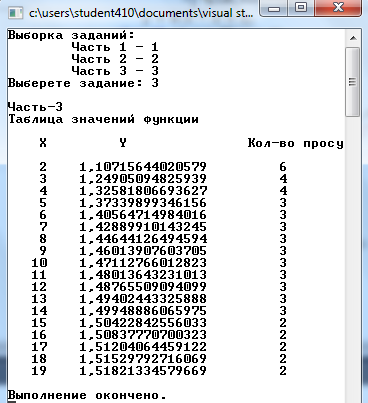 c:\users\student410\documents\visual st...
Выборка заданий:
Часть 1 - 1
Часть 2 - 2
Часть 3 - 3
Выберете задание: 3
Часть-3
Таблица значений функции
X Y Кол-во просу
2 1,10715644020579 6
3 1,24905094825939 4
4 1,32581806693627 4
5 1,37339899346156 3
6 1,40564714984016 3
7 1,42889910143245 3
8 1,44644126494594 3
9 1,46013907603705 3
10 1,47112766012823 3
11 1,48013643231013 3
12 1,48765509094099 3
13 1,49402443325888 3
14 1,49948886065975 3
15 1,50422842556033 2
16 1,50837770700323 2
17 1,51204064459122 2
18 1,51529792716069 2
19 1,51821334579669 2
Выполнение окончено.